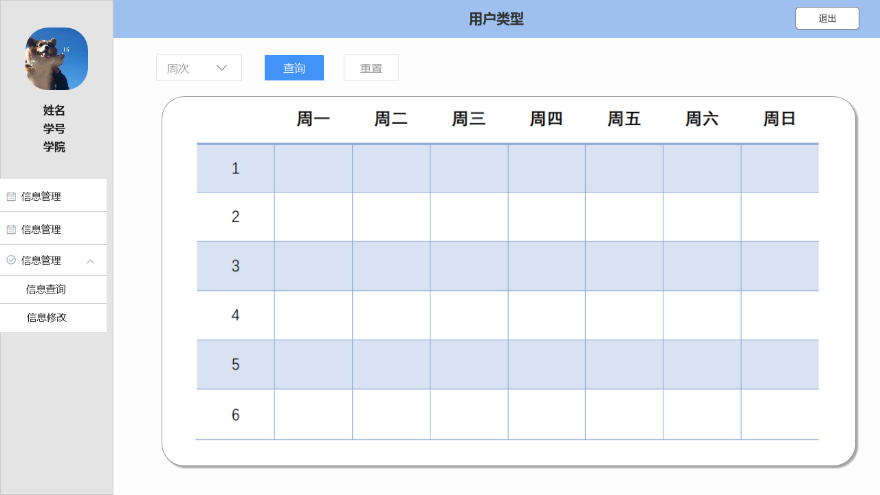 用户类型
退出
姓名
学号
学院
信息管理
信息管理
信息管理
信息查询
信息修改
周次 查询 重置
周一 周二 周三 周四 周五 周六 周日
1
2
3
4
5
6